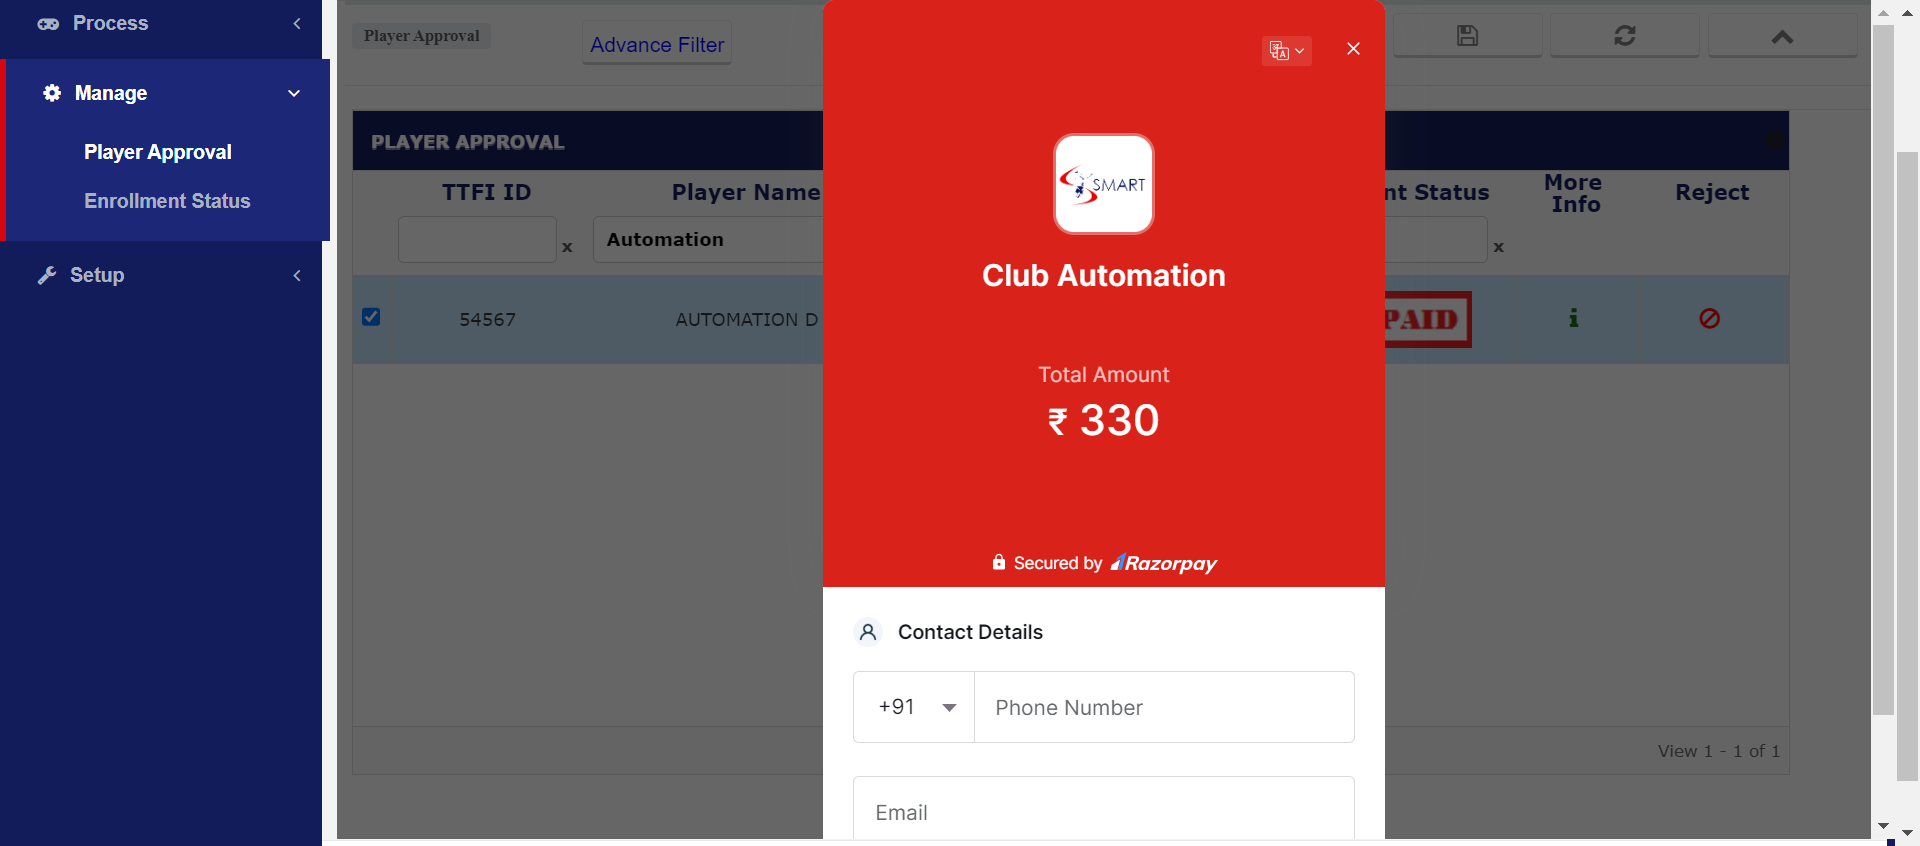 Process
Manage
Player Approval
Enrollment Status
Setup
Player Approval
Advance Filter
PLAYER APPROVAL
TTFI ID
Player Name
nt Status
More
Info
Reject
x
Automation
x
54567
AUTOMATION D
PAID
View 1 - 1 of 1
SMART
Club Automation
Total Amount
₹ 330
Secured by Razorpay
Contact Details
+91
Phone Number
Email